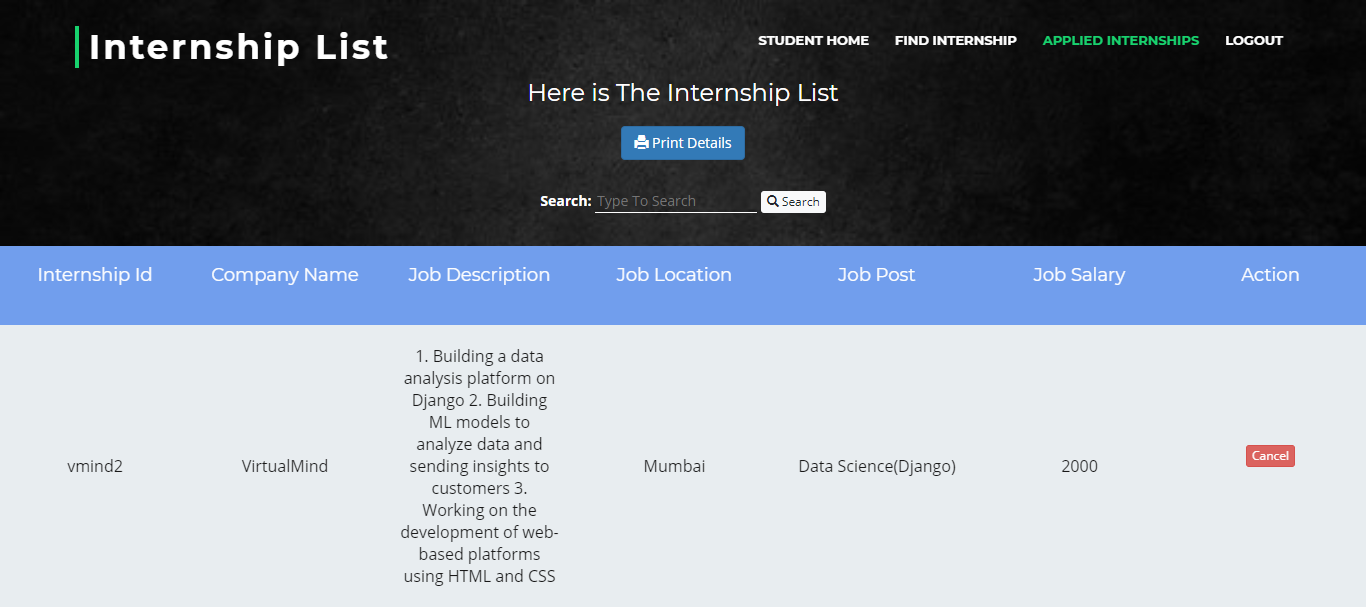 Internship List
STUDENT HOME FIND INTERNSHIP APPLIED INTERNSHIPS LOGOUT
Here is The Internship List
Print Details
Search: Type To Search Search
Internship Id Company Name Job Description Job Location Job Post Job Salary Action
1. Building a data
analysis platform on
Django 2. Building
ML models to
analyze data and
vmind2 VirtualMind sending insights to Mumbai Data Science(Django) 2000 Cancel
customers 3.
Working on the
development of web-
based platforms
using HTML and CSS